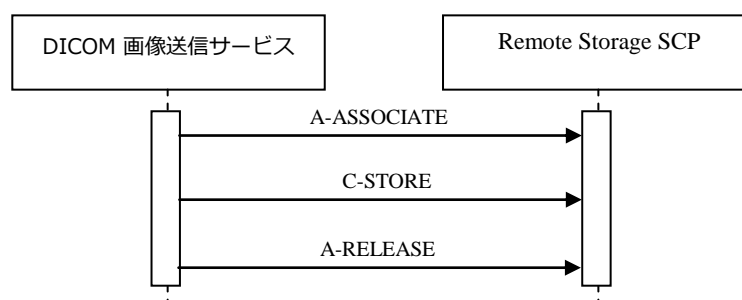 DICOM 画像送信サービス
Remote Storage SCP
A-ASSOCIATE
C-STORE
A-RELEASE